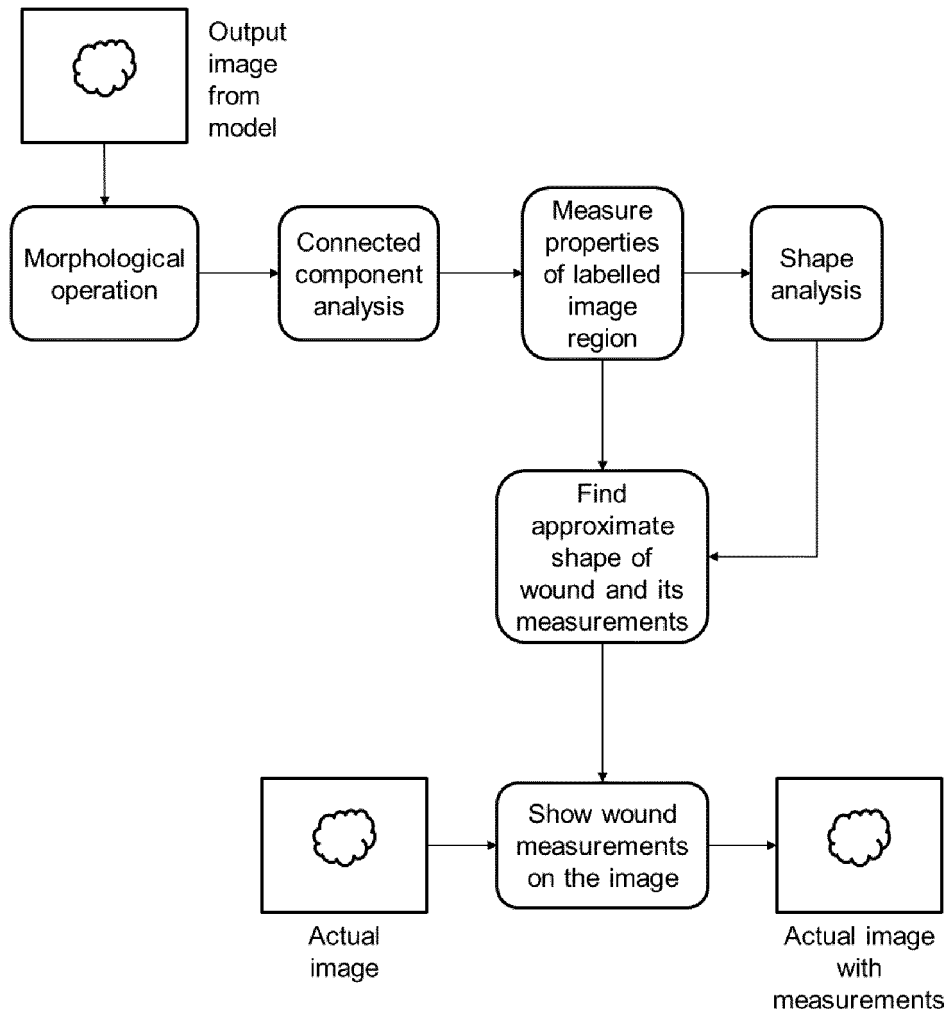 Output
image
from
model
Morphological
operation
Connected
component
analysis
Measure
properties
of labelled
image
region
Shape
analysis
Find
approximate
shape of
wound and its
measurements
Show wound
measurements
on the image
Actual
image
Actual image
with
measurements